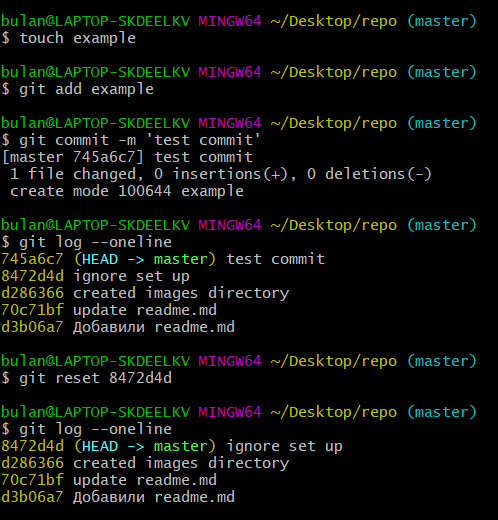 bulan@LAPTOP-SKDEELKV MINGW64 ~/Desktop/repo (master)
$ touch example
bulan@LAPTOP-SKDEELKV MINGW64 ~/Desktop/repo (master)
$ git add example
bulan@LAPTOP-SKDEELKV MINGW64 ~/Desktop/repo (master)
$ git commit -m 'test commit'
[master 745a6c7] test commit
 1 file changed, 0 insertions(+), 0 deletions(-)
 create mode 100644 example
bulan@LAPTOP-SKDEELKV MINGW64 ~/Desktop/repo (master)
$ git log --oneline
745a6c7 (HEAD -> master) test commit
8472d4d ignore set up
d286366 created images directory
70c71bf update readme.md
d3b06a7 Добавили readme.md
bulan@LAPTOP-SKDEELKV MINGW64 ~/Desktop/repo (master)
$ git reset 8472d4d
bulan@LAPTOP-SKDEELKV MINGW64 ~/Desktop/repo (master)
$ git log --oneline
8472d4d (HEAD -> master) ignore set up
d286366 created images directory
70c71bf update readme.md
d3b06a7 Добавили readme.md